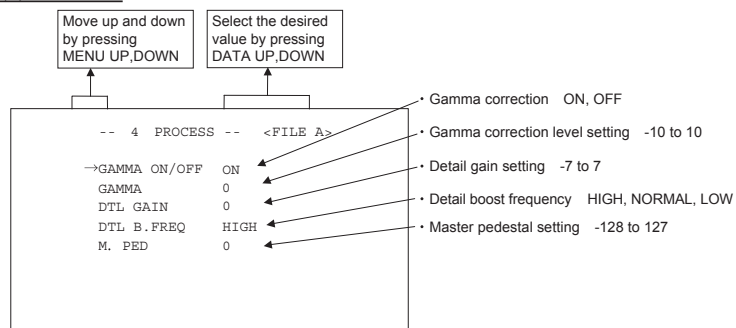 Move up and down
by pressing
MENU UP,DOWN
Select the desired
value by pressing
DATA UP,DOWN
-- 4 PROCESS -- <FILE A>
→GAMMA ON/OFF ON
GAMMA 0
DTL GAIN 0
DTL B.FREQ HIGH
M. PED 0
・Gamma correction ON, OFF
・Gamma correction level setting -10 to 10
・Detail gain setting -7 to 7
・Detail boost frequency HIGH, NORMAL, LOW
・Master pedestal setting -128 to 127